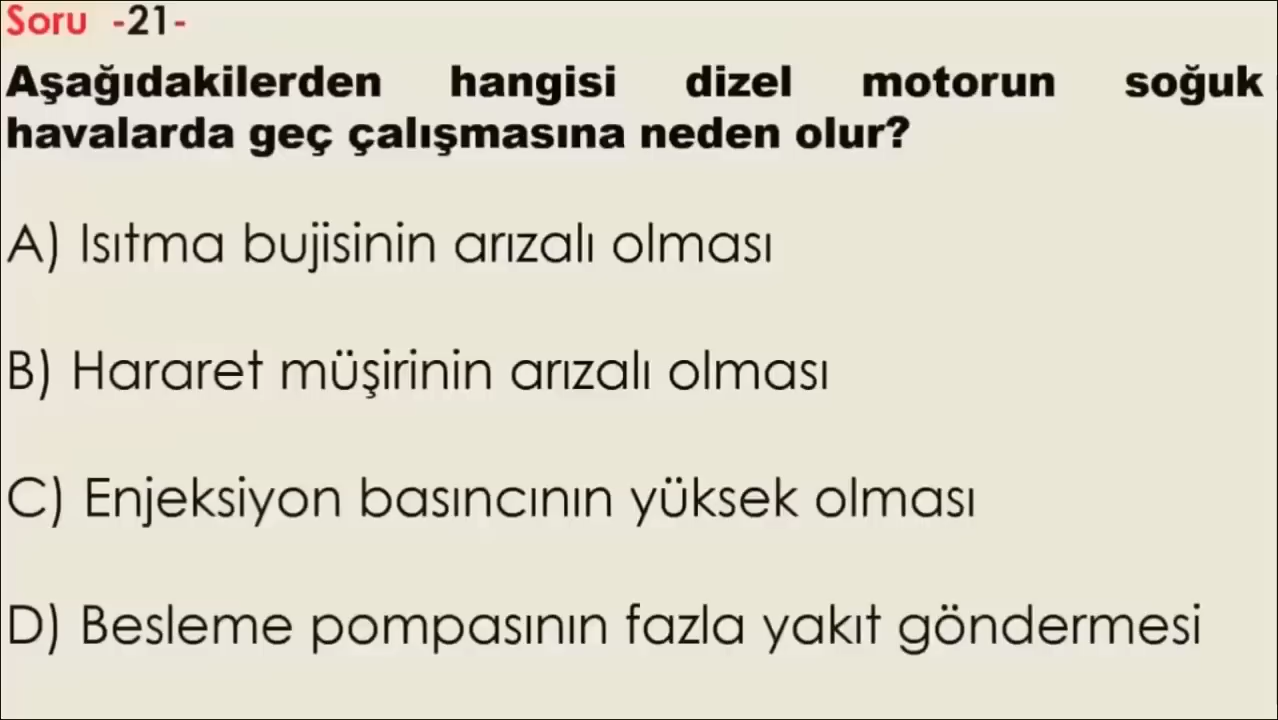 Soru -21-
Aşağıdakilerden hangisi dizel motorun soğuk
havalarda geç çalışmasına neden olur?
A) Isıtma bujisinin arızalı olması
B) Hararet müşirinin arızalı olması
C) Enjeksiyon basıncının yüksek olması
D) Besleme pompasının fazla yakıt göndermesi